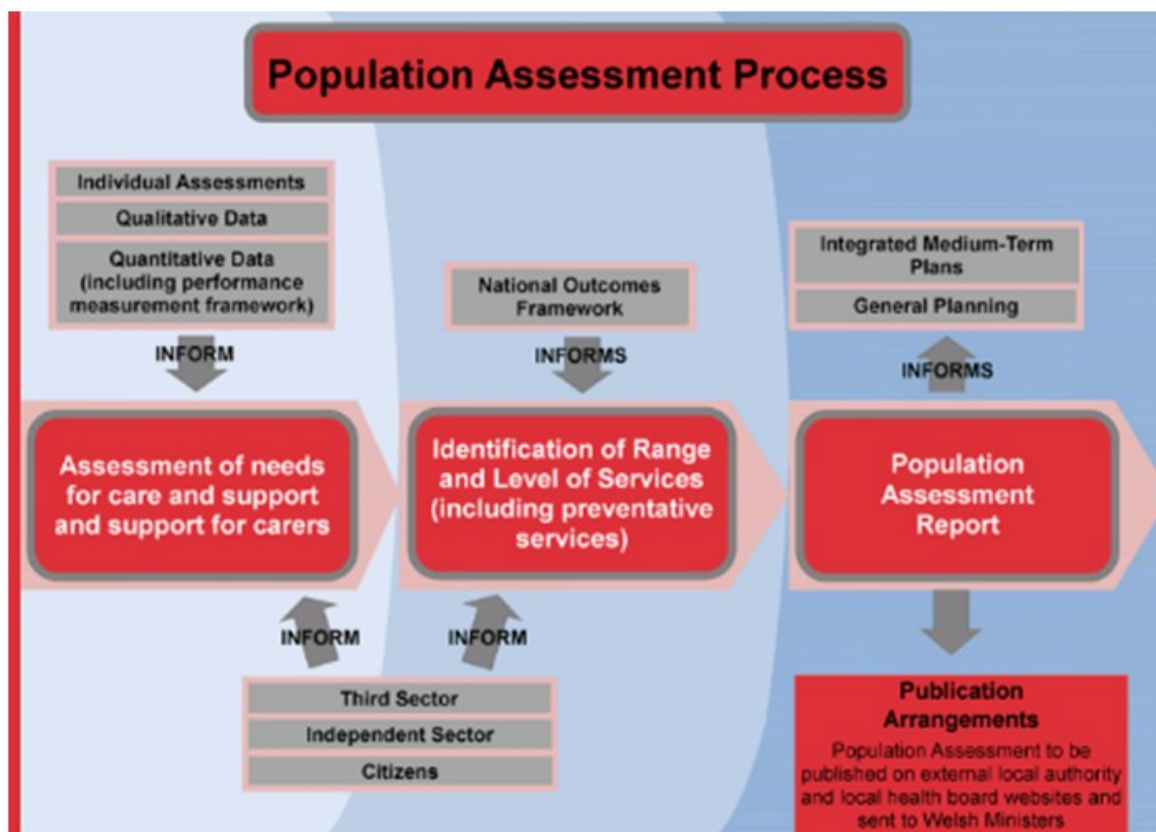 Population Assessment Process
Individual Assessments
Qualitative Data
Quantitative Data
(including performance
measurement framework)
INFORM
National Outcomes
Framework
INFORMS
Integrated Medium-Term
Plans
General Planning
INFORMS
Assessment of needs
for care and support
and support for carers
Identification of Range
and Level of Services
(including preventative
services)
Population
Assessment
Report
INFORM
INFORM
Third Sector
Independent Sector
Citizens
Publication
Arrangements
Population Assessment to be
published on external local authority
and local health board websites and
sent to Welsh Ministers